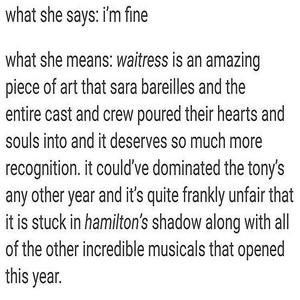 what she says: i'm fine
what she means: waitress is an amazing
piece of art that sara bareilles and the
entire cast and crew poured their hearts and
souls into and it deserves so much more
recognition. it could've dominated the tony's
any other year and it's quite frankly unfair that
it is stuck in hamilton's shadow along with all
of the other incredible musicals that opened
this year.